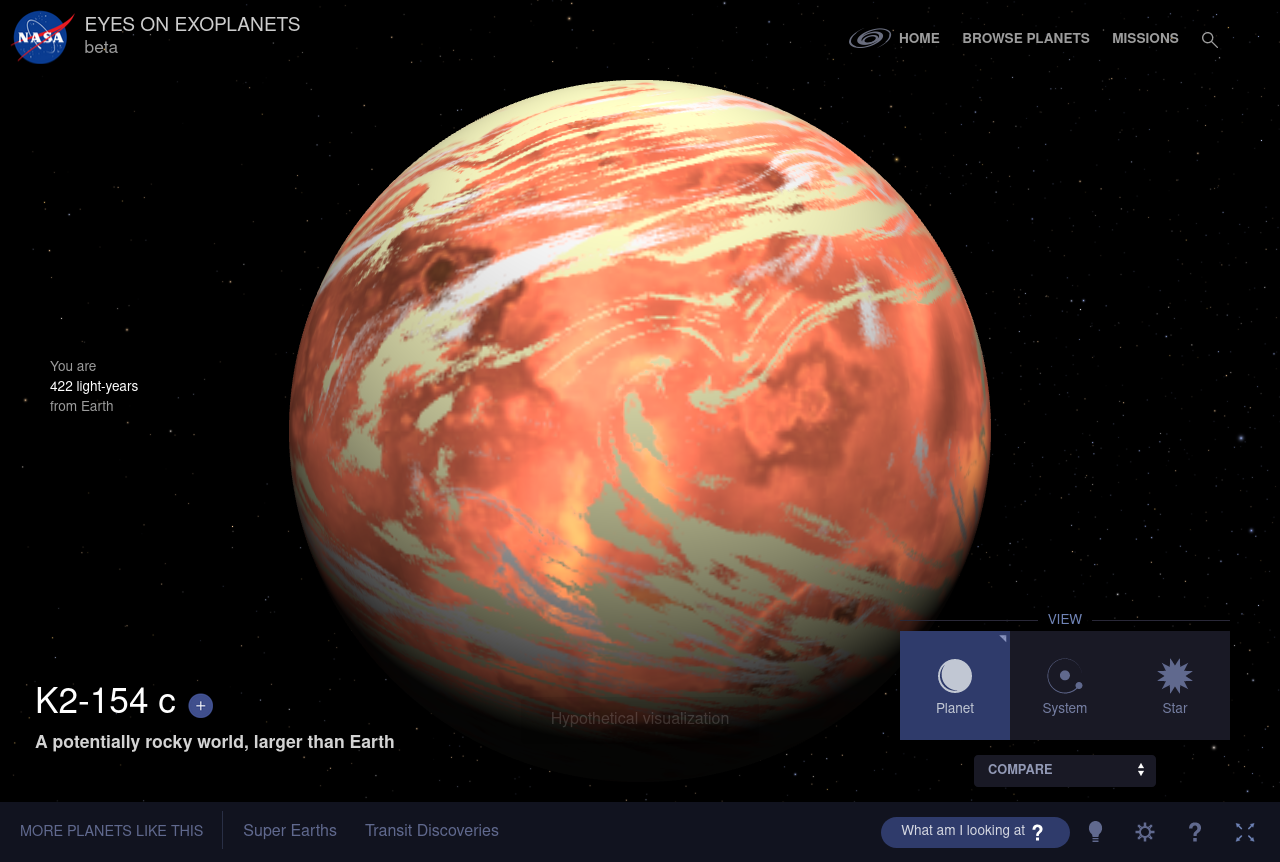 NASA
EYES ON EXOPLANETS
beta
HOME
BROWSE PLANETS
MISSIONS
You are
422 light-years
from Earth
K2-154 c
+
A potentially rocky world, larger than Earth
Hypothetical visualization
VIEW
Planet
System
Star
COMPARE
MORE PLANETS LIKE THIS
Super Earths
Transit Discoveries
What am I looking at ?
?